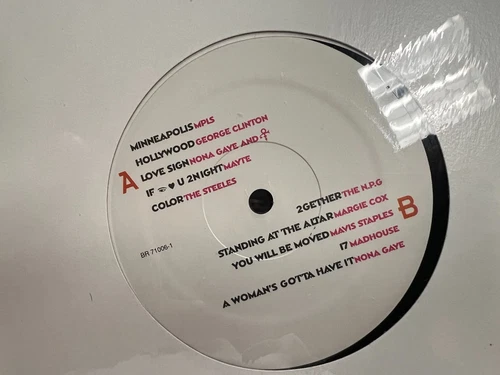 A
MINNEAPOLIS MPLS
HOLLYWOOD GEORGE CLINTON
LOVE SIGN NONA GAYE AND
IF 👁 ♥ U 2NIGHT MAYTE
COLOR THE STEELES
B
2GETHER THE N.P.G
STANDING AT THE ALTAR MARGIE COX
YOU WILL BE MOVED MAVIS STAPLES
17 MADHOUSE
A WOMAN'S GOTTA HAVE IT NONA GAYE
BR 71006-1